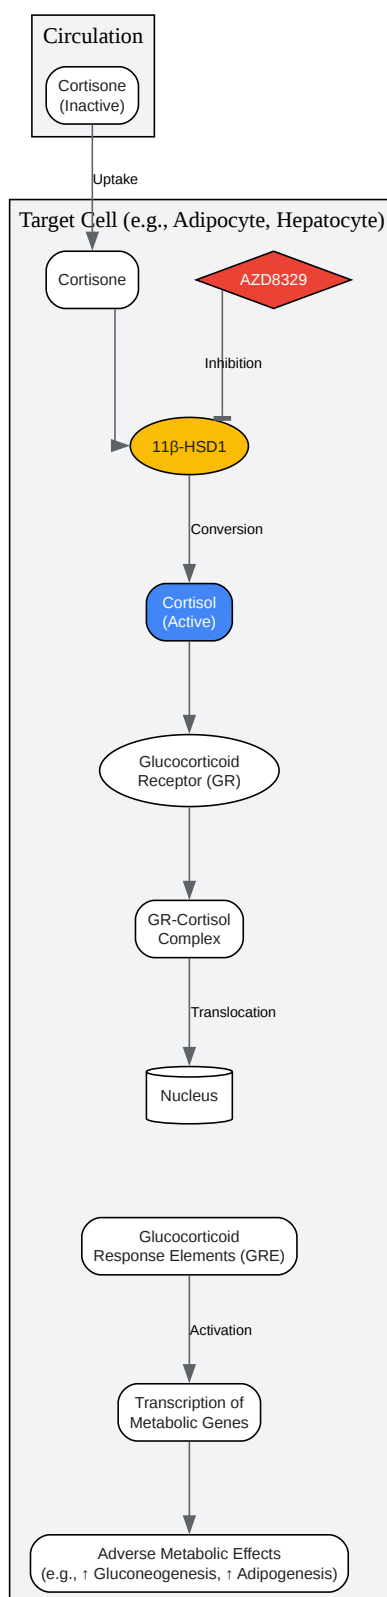 Circulation
Cortisone
(Inactive)
Uptake
Target Cell (e.g., Adipocyte, Hepatocyte)
Cortisone
AZD8329
Inhibition
11β-HSD1
Conversion
Cortisol
(Active)
Glucocorticoid
Receptor (GR)
GR-Cortisol
Complex
Translocation
Nucleus
Glucocorticoid
Response Elements (GRE)
Activation
Transcription of
Metabolic Genes
Adverse Metabolic Effects
(e.g., ↑ Gluconeogenesis, ↑ Adipogenesis)